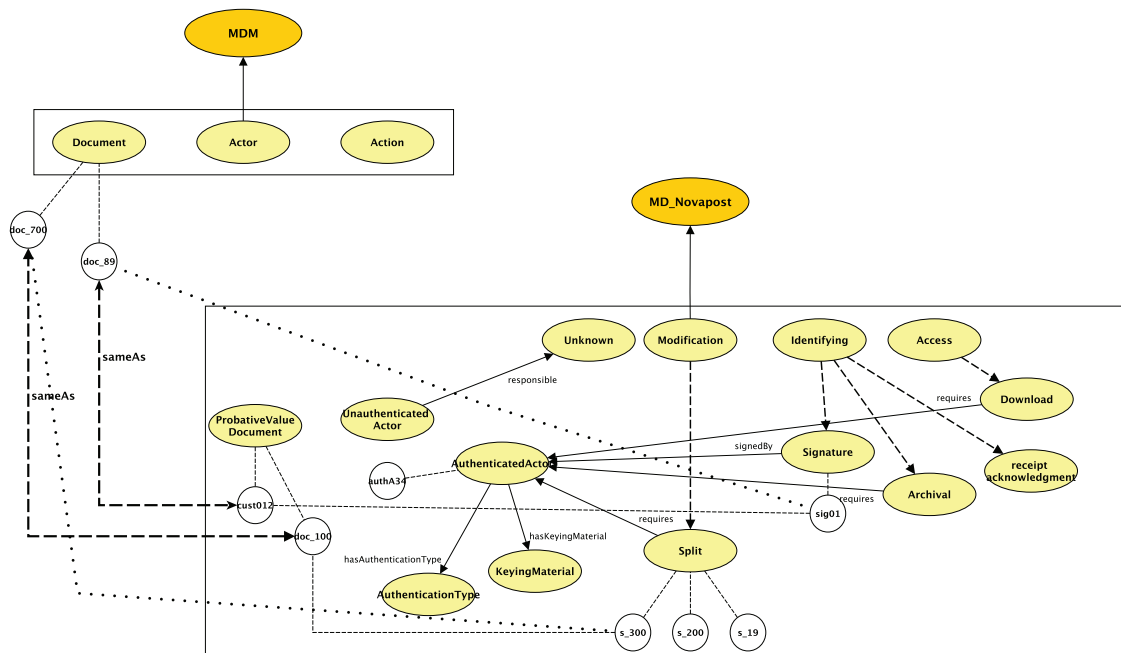 MDM
Document
Actor
Action
MD_Novapost
doc_700
doc_89
Unknown
Modification
Identifying
Access
sameAs
responsible
sameAs
requires
Download
ProbativeValue
Document
Unauthenticated
Actor
signedBy
Signature
AuthenticatedActor
receipt
acknowledgment
authA34
Archival
requires
cust012
sig01
requires
doc_100
hasKeyingMaterial
Split
hasAuthenticationType
KeyingMaterial
AuthenticationType
s_300
s_200
s_19